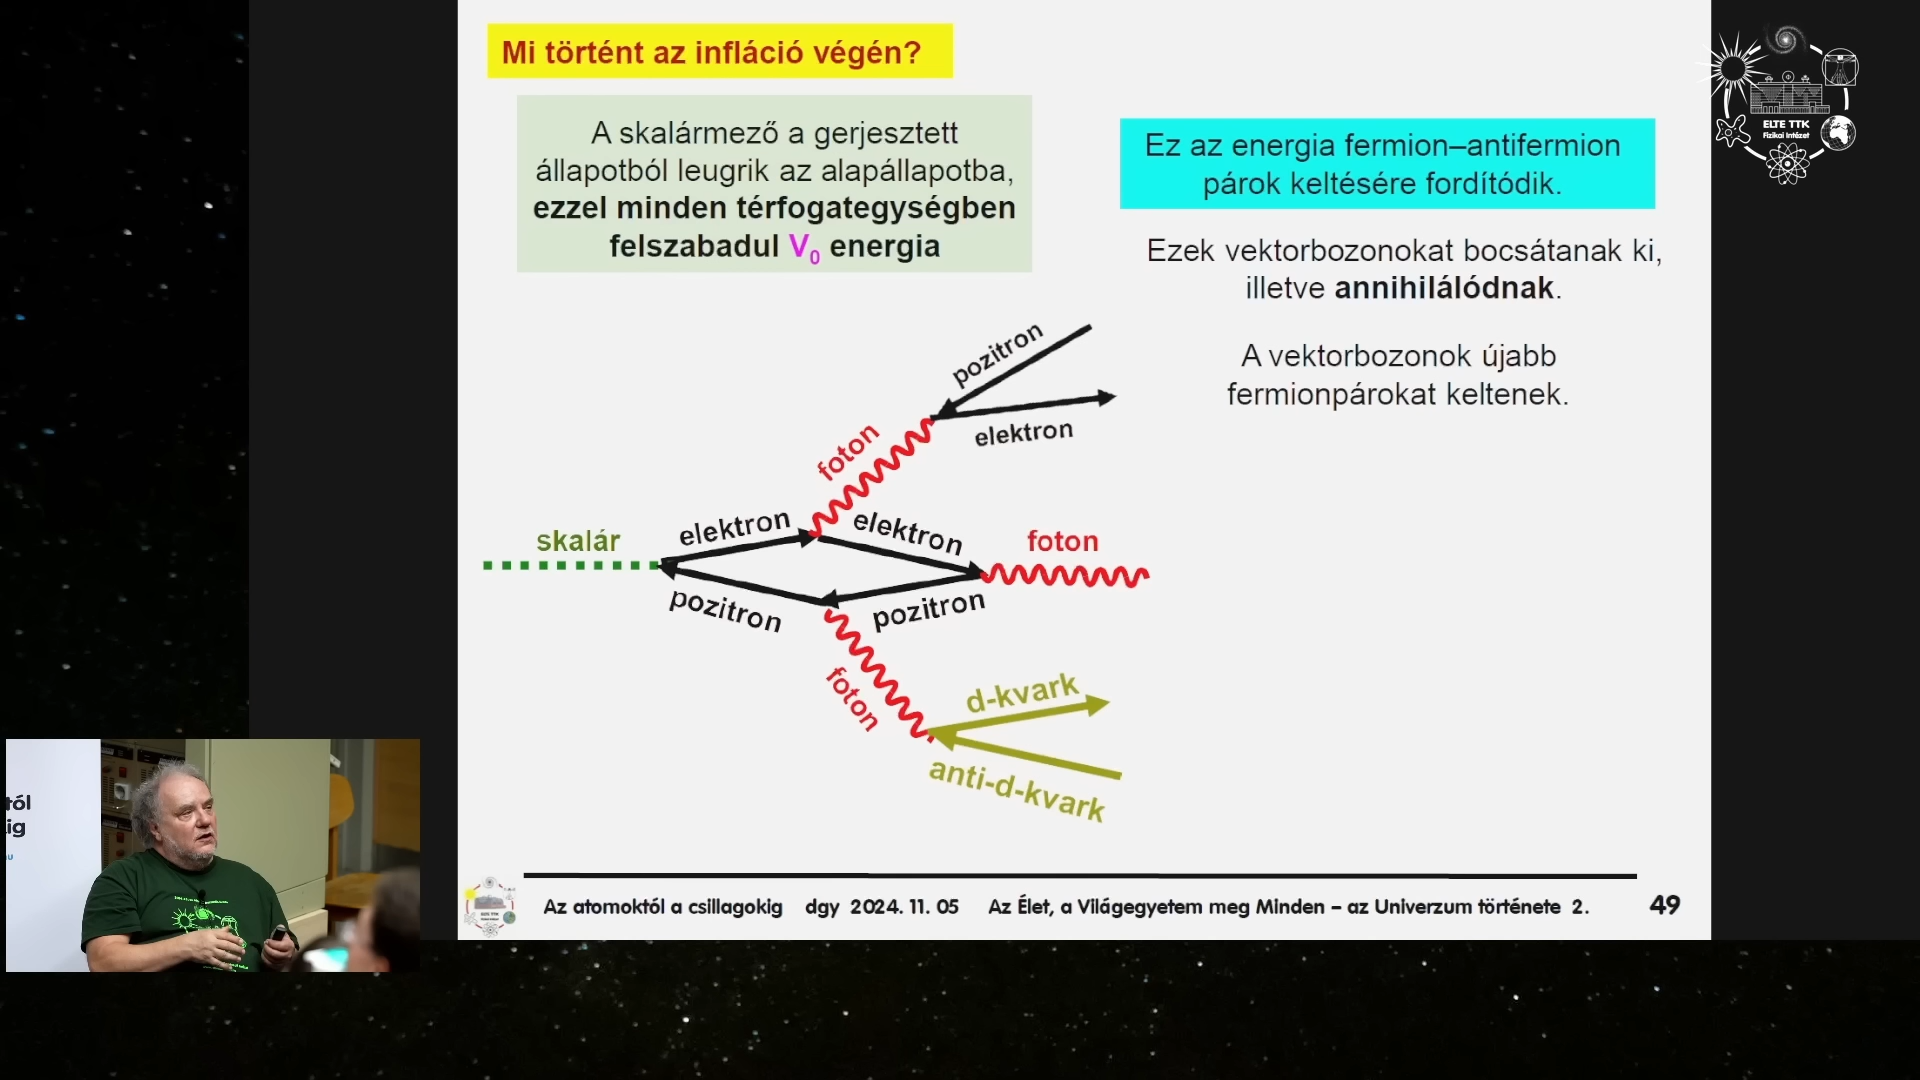 Mi történt az infláció végén?
A skalármező a gerjesztett
állapotból leugrik az alapállapotba,
ezzel minden térfogategységben
felszabadul V₀ energia
Ez az energia fermion–antifermion
párok keltésére fordítódik.
Ezek vektorbozonokat bocsátanak ki,
illetve annihilálódnak.
A vektorbozonok újabb
fermionpárokat keltenek.
pozitron
elektron
foton
skalár
elektron
elektron
foton
pozitron
pozitron
foton
d-kvark
anti-d-kvark
Az atomoktól a csillagokig dgy 2024. 11. 05 Az Élet, a Világegyetem meg Minden – az Univerzum története 2. 49
ELTE TTK
Fizikai Intézet